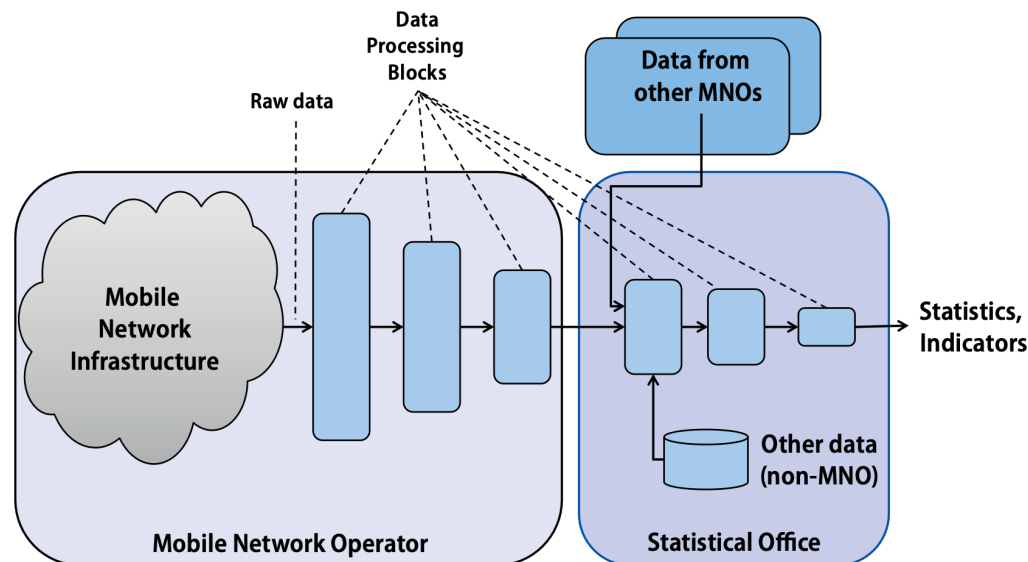 Data
Processing
Blocks
Raw data
Data from
other MNOs
Mobile
Network
Infrastructure
Statistics,
Indicators
Other data
(non-MNO)
Mobile Network Operator
Statistical Office